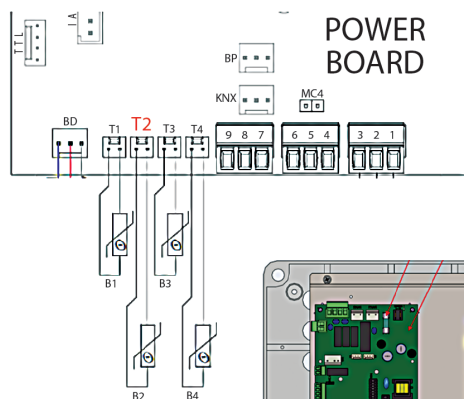 TTL
IA
POWER
BOARD
BP
KNX
MC4
BD
T1
T2
T3
T4
9 8 7
6 5 4
3 2 1
B1
B3
B2
B4